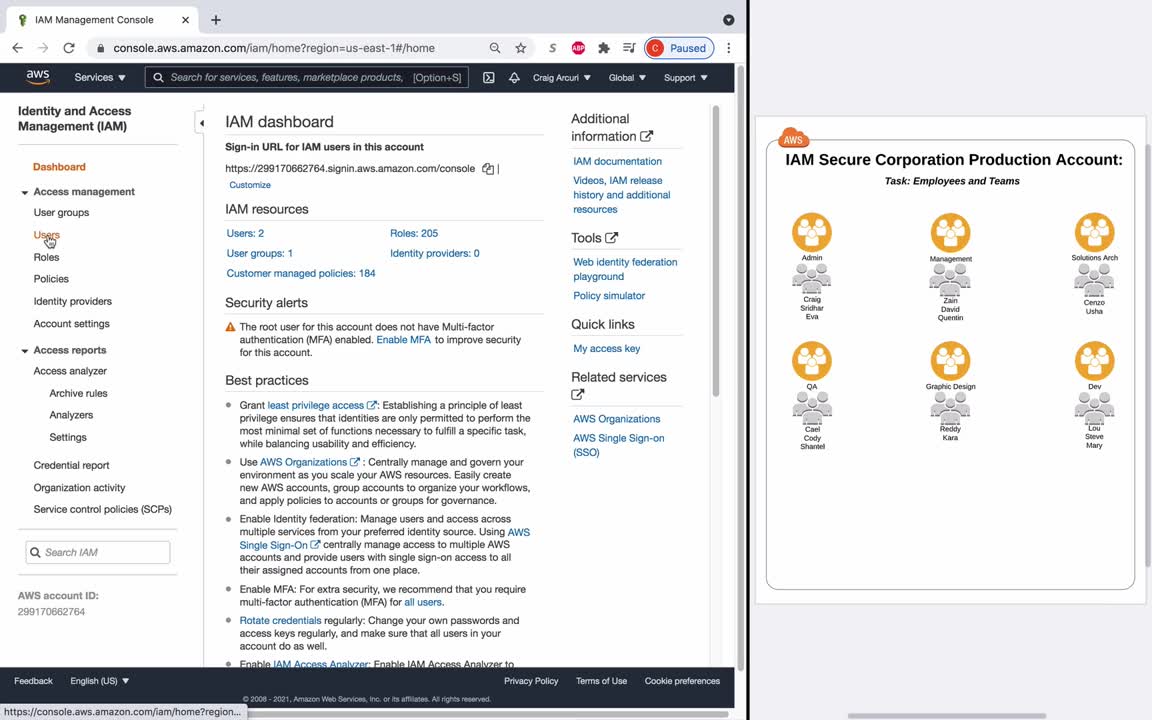 IAM Management Console
console.aws.amazon.com/iam/home?region=us-east-1#/home
S
ABP
C Paused
aws
Services
Search for services, features, marketplace products, [Option+S]
Craig Arcuri
Global
Support
Identity and Access
Management (IAM)
Dashboard
Access management
User groups
Users
Roles
Policies
Identity providers
Account settings
Access reports
Access analyzer
Archive rules
Analyzers
Settings
Credential report
Organization activity
Service control policies (SCPs)
Search IAM
AWS account ID:
299170662764
IAM dashboard
Sign-in URL for IAM users in this account
https://299170662764.signin.aws.amazon.com/console
Customize
IAM resources
Users: 2
Roles: 205
User groups: 1
Identity providers: 0
Customer managed policies: 184
Security alerts
The root user for this account does not have Multi-factor
authentication (MFA) enabled. Enable MFA to improve security
for this account.
Best practices
Grant least privilege access : Establishing a principle of least
privilege ensures that identities are only permitted to perform the
most minimal set of functions necessary to fulfill a specific task,
while balancing usability and efficiency.
Use AWS Organizations : Centrally manage and govern your
environment as you scale your AWS resources. Easily create
new AWS accounts, group accounts to organize your workflows,
and apply policies to accounts or groups for governance.
Enable Identity federation: Manage users and access across
multiple services from your preferred identity source. Using AWS
Single Sign-On centrally manage access to multiple AWS
accounts and provide users with single sign-on access to all
their assigned accounts from one place.
Enable MFA: For extra security, we recommend that you require
multi-factor authentication (MFA) for all users.
Rotate credentials regularly: Change your own passwords and
access keys regularly, and make sure that all users in your
account do as well.
Enable IAM Access Analyzer: Enable IAM Access Analyzer to
Additional
information
IAM documentation
Videos, IAM release
history and additional
resources
Tools
Web identity federation
playground
Policy simulator
Quick links
My access key
Related services
AWS Organizations
AWS Single Sign-on
(SSO)
Feedback
English (US)
Privacy Policy
Terms of Use
Cookie preferences
© 2008 - 2021, Amazon Web Services, Inc. or its affiliates. All rights reserved.
https://console.aws.amazon.com/iam/home?region...
AWS
IAM Secure Corporation Production Account:
Task: Employees and Teams
Admin
Craig
Sridhar
Eva
Management
Zain
David
Quentin
Solutions Arch
Cenzo
Usha
QA
Cael
Cody
Shantel
Graphic Design
Reddy
Kara
Dev
Lou
Steve
Mary